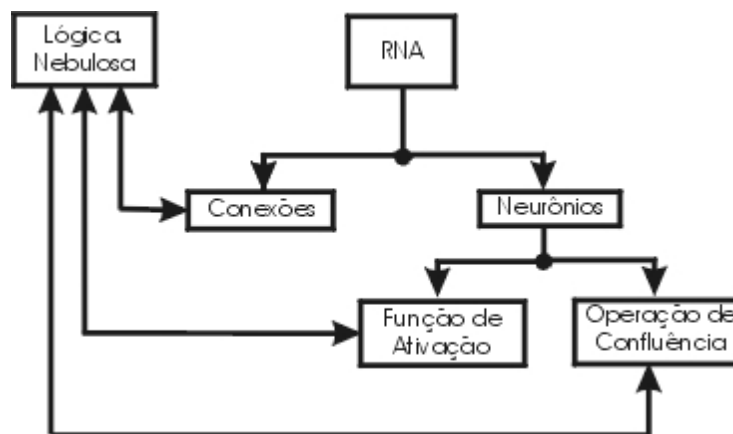 Lógica
Nebulosa
RNA
Conexões
Neurônios
Função de
Ativação
Operação de
Confluência